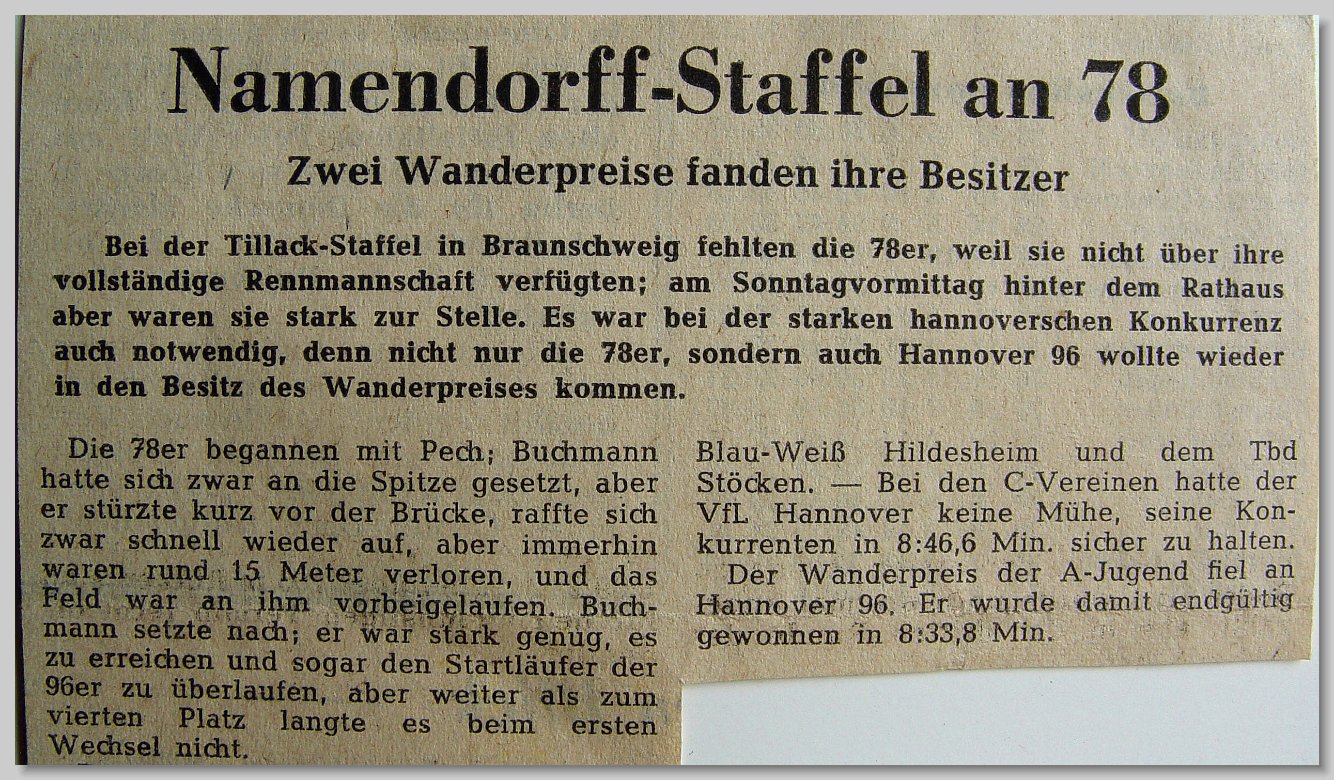 Namendorff-Staffel an 78
Zwei Wanderpreise fanden ihre Besitzer
Bei der Tillack-Staffel in Braunschweig fehlten die 78er, weil sie nicht über ihre
vollständige Rennmannschaft verfügten; am Sonntagvormittag hinter dem Rathaus
aber waren sie stark zur Stelle. Es war bei der starken hannoverschen Konkurrenz
auch notwendig, denn nicht nur die 78er, sondern auch Hannover 96 wollte wieder
in den Besitz des Wanderpreises kommen.
Die 78er begannen mit Pech; Buchmann
hatte sich zwar an die Spitze gesetzt, aber
er stürzte kurz vor der Brücke, raffte sich
zwar schnell wieder auf, aber immerhin
waren rund 15 Meter verloren, und das
Feld war an ihm vorbeigelaufen. Buch-
mann setzte nach; er war stark genug, es
zu erreichen und sogar den Startläufer der
96er zu überlaufen, aber weiter als zum
vierten Platz langte es beim ersten
Wechsel nicht.
Blau-Weiß Hildesheim und dem Tbd
Stöcken. — Bei den C-Vereinen hatte der
VfL Hannover keine Mühe, seine Kon-
kurrenten in 8:46,6 Min. sicher zu halten.
Der Wanderpreis der A-Jugend fiel an
Hannover 96. Er wurde damit endgültig
gewonnen in 8:33,8 Min.